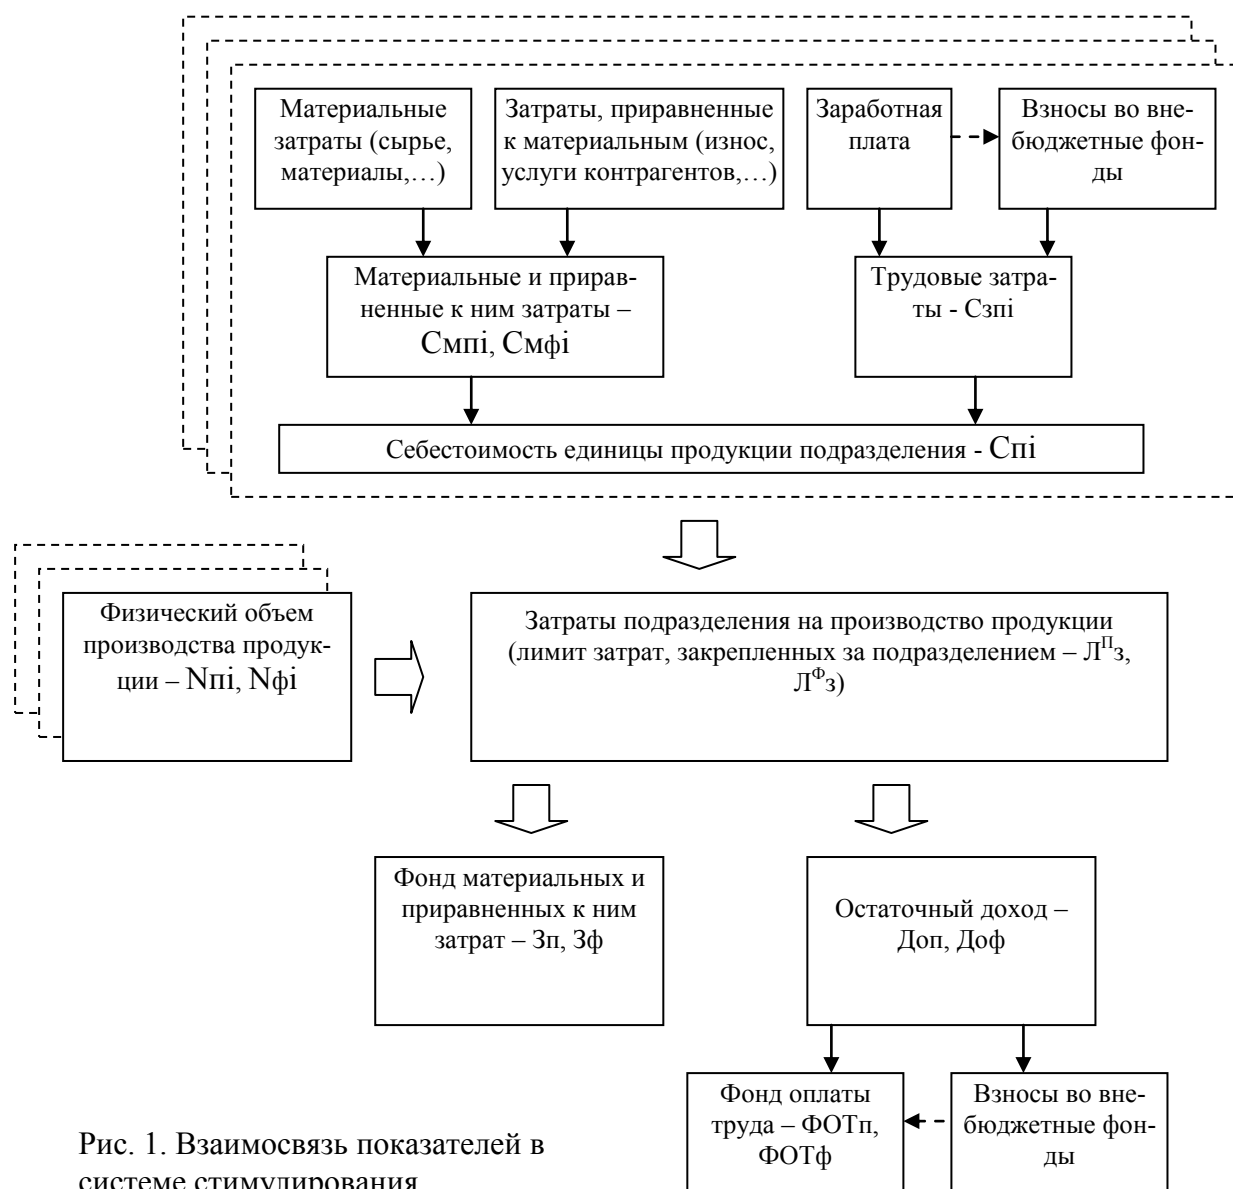 Материальные
затраты (сырье,
материалы,…)
Затраты, приравненные
к материальным (износ,
услуги контрагентов,…)
Заработная
плата
Взносы во вне-
бюджетные фон-
ды
Материальные и прирав-
ненные к ним затраты –
Смпi, Смфi
Трудовые затра-
ты - Сзпi
Себестоимость единицы продукции подразделения - Спi
Физический объем
производства продук-
ции – Nпi, Nфi
Затраты подразделения на производство продукции
(лимит затрат, закрепленных за подразделением – Л^П з,
Л^Ф з)
Фонд материальных и
приравненных к ним
затрат – Зп, Зф
Остаточный доход –
Доп, Доф
Фонд оплаты
труда – ФОТп,
ФОТф
Взносы во вне-
бюджетные фон-
ды
Рис. 1. Взаимосвязь показателей в
системе стимулирования